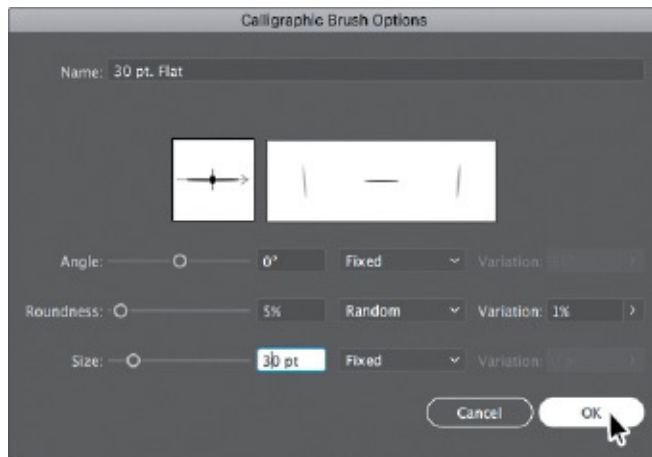 Calligraphic Brush Options
Name: 30 pt. Flat
Angle: 0° Fixed Variation:
Roundness: 5% Random Variation: 1%
Size: 30 pt Fixed Variation:
Cancel OK